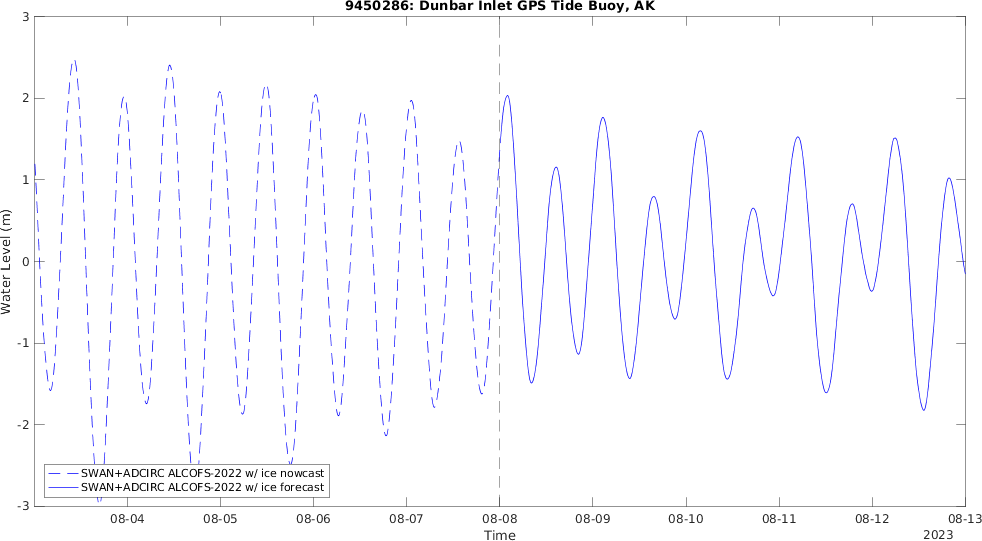 9450286: Dunbar Inlet GPS Tide Buoy, AK
3
2
1
0
-1
-2
-3
Water Level (m)
SWAN+ADCIRC ALCOFS-2022 w/ ice nowcast
SWAN+ADCIRC ALCOFS-2022 w/ ice forecast
08-04 08-05 08-06 08-07 08-08 08-09 08-10 08-11 08-12 08-13
Time
2023